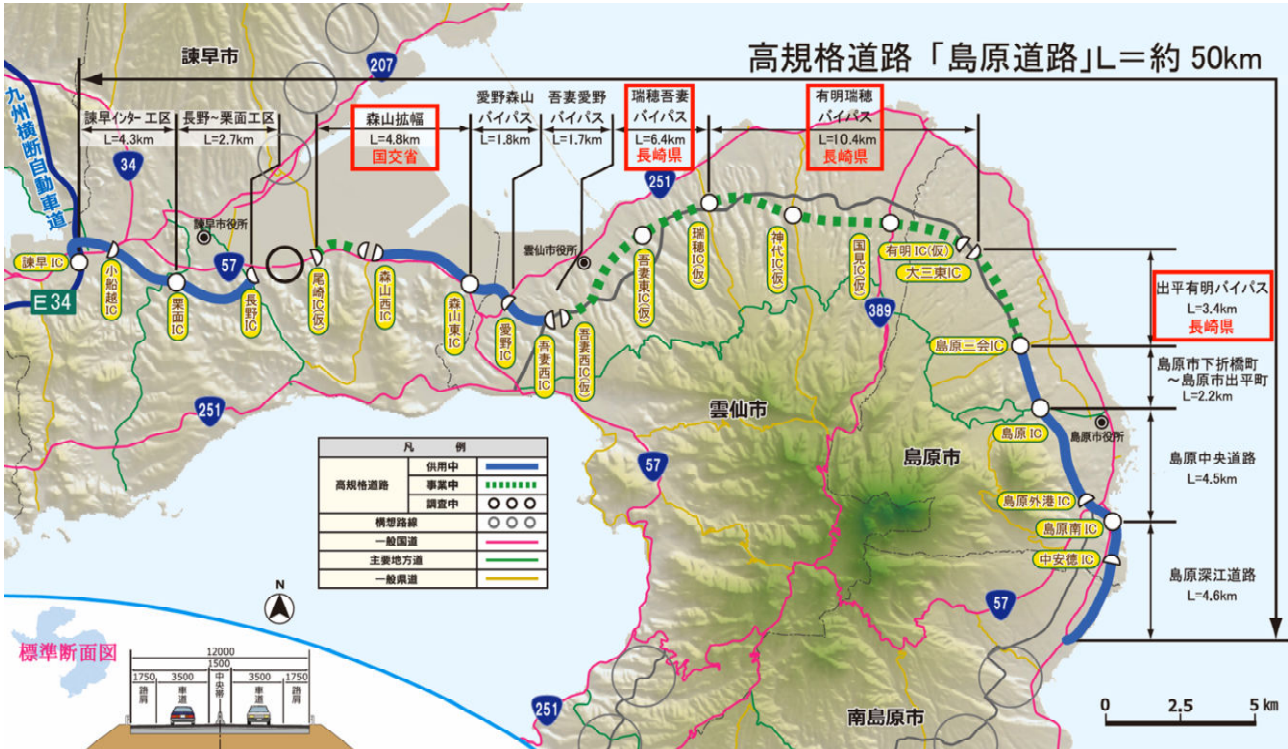 高規格道路「島原道路」L＝約 50km
諫早市
207
九州横断自動車道
諫早インター工区
L=4.3km
長野～栗面工区
L=2.7km
森山拡幅
L=4.8km
国交省
愛野森山
バイパス
L=1.8km
吾妻愛野
バイパス
L=1.7km
瑞穂吾妻
バイパス
L=6.4km
長崎県
有明瑞穂
バイパス
L=10.4km
長崎県
34
251
諫早市役所
57
雲仙市役所
諫早IC
E34
小船越IC
栗面IC
長野IC
尾崎IC(仮)
森山西IC
森山東IC
愛野IC
吾妻西IC
吾妻西IC(仮)
吾妻東IC(仮)
瑞穂IC(仮)
神代IC(仮)
国見IC(仮)
有明IC(仮)
大三東IC
389
島原三会IC
出平有明バイパス
L=3.4km
長崎県
島原市下折橋町
～島原市出平町
L=2.2km
島原IC
島原市役所
島原中央道路
L=4.5km
島原外港IC
島原南IC
中安徳IC
島原深江道路
L=4.6km
251
雲仙市
島原市
57
57
251
南島原市
凡 例
高規格道路
供用中
事業中
調査中
構想路線
一般国道
主要地方道
一般県道
N
標準断面図
12000
1500
1750 3500 中央帯 3500 1750
路肩 車道 車道 路肩
0 2.5 5 km